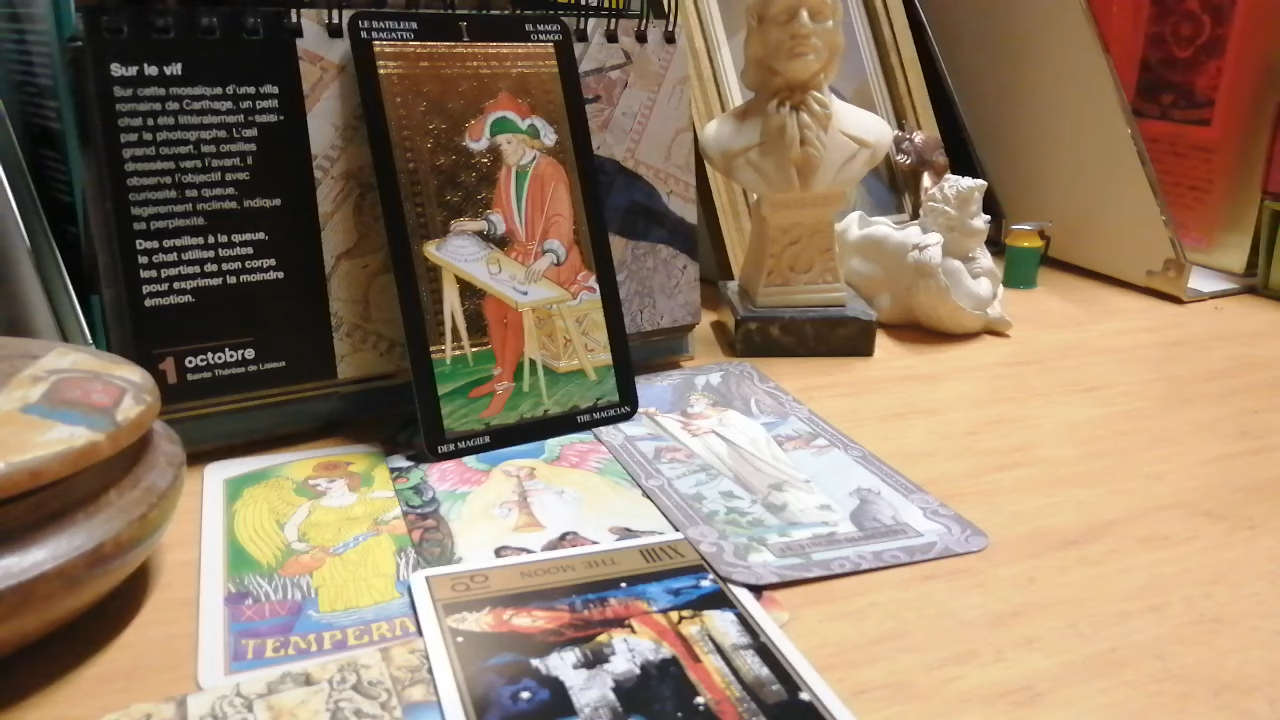 Sur le vif
Sur cette mosaïque d'une villa
romaine de Carthage, un petit
chat a été littéralement «saisi»
par le photographe. L'œil
grand ouvert, les oreilles
dressées vers l'avant, il
observe l'objectif avec
curiosité : sa queue,
légèrement inclinée, indique
sa perplexité.
Des oreilles à la queue,
le chat utilise toutes
les parties de son corps
pour exprimer la moindre
émotion.
1 octobre
Sainte Thérèse de Lisieux
LE BATELEUR
IL BAGATTO
I
EL MAGO
O MAGO
DER MAGIER
THE MAGICIAN
XIV
TEMPERA
XVIII
THE MOON